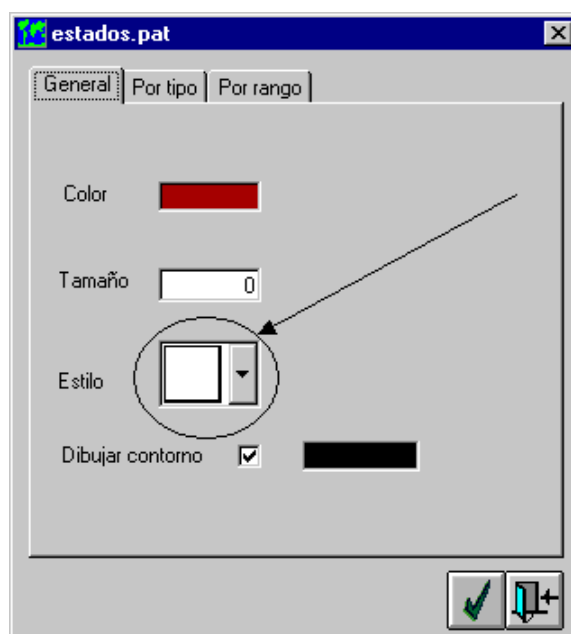 estados.pat
General Por tipo Por rango
Color
Tamaño 0
Estilo
Dibujar contorno